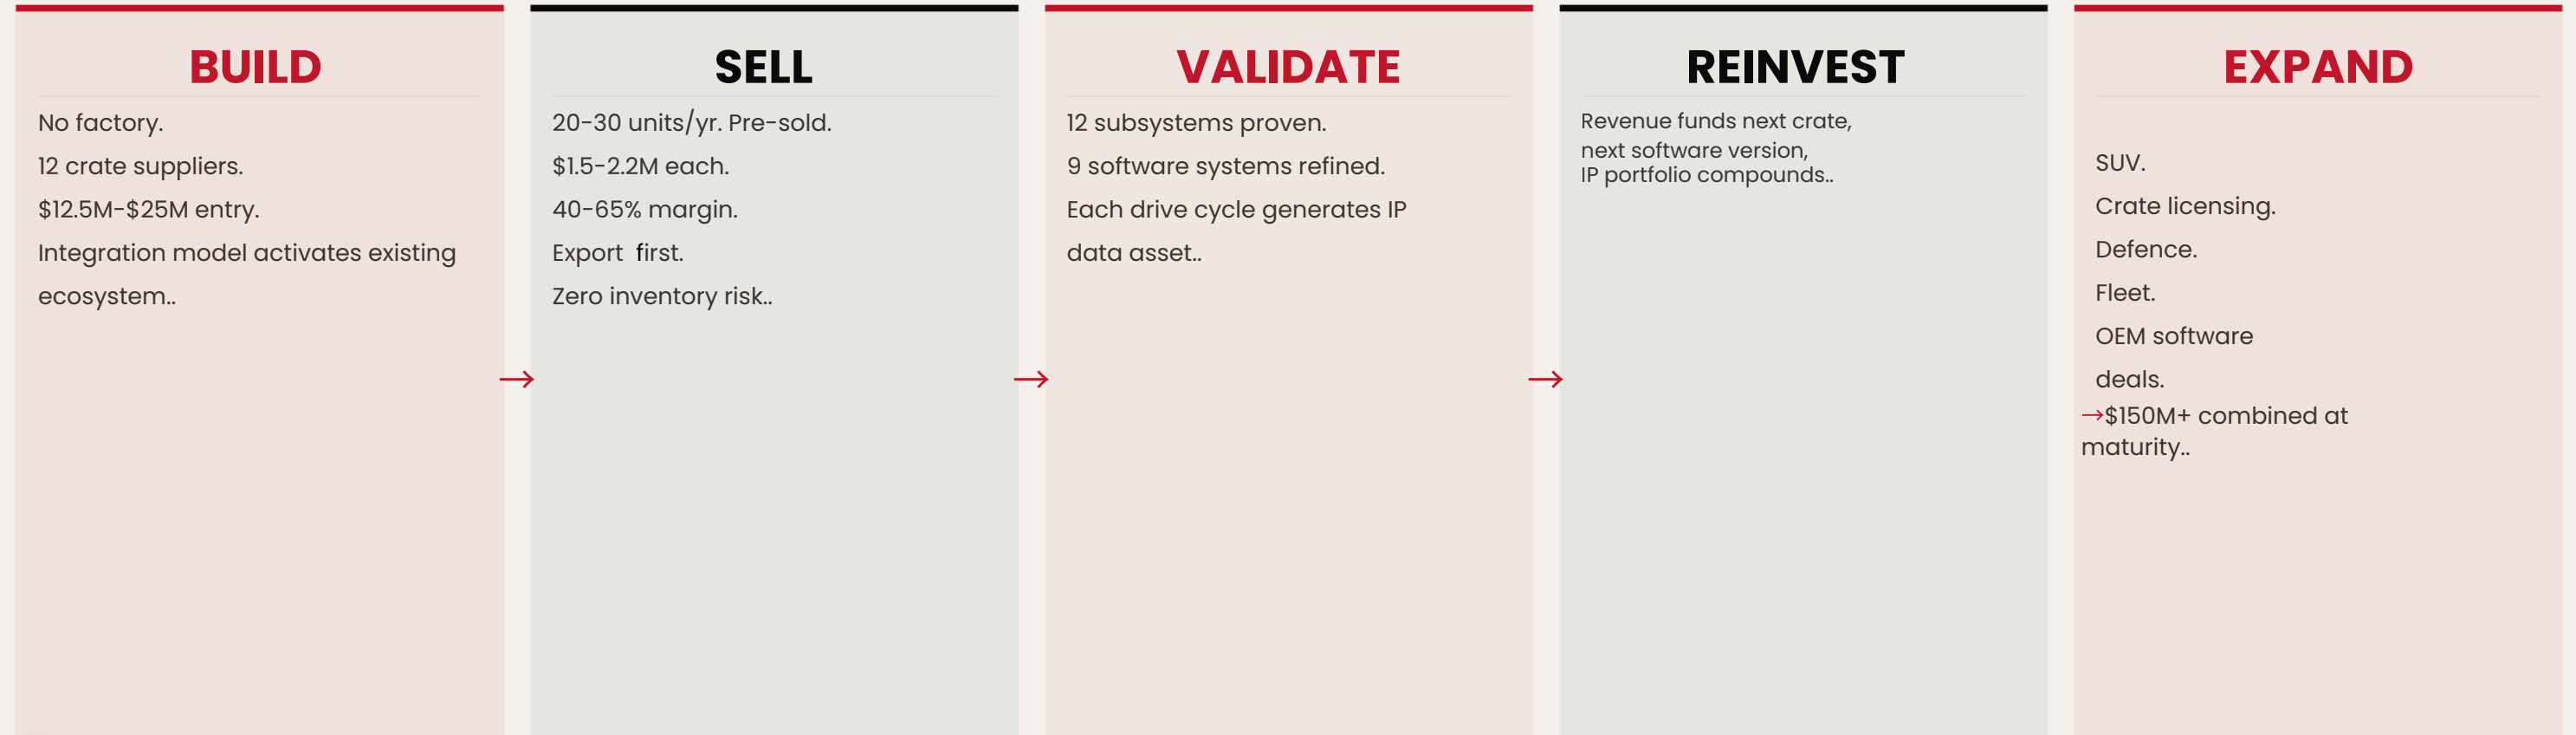 BUILD
No factory.
12 crate suppliers.
$12.5M-$25M entry.
Integration model activates existing
ecosystem..
→
SELL
20-30 units/yr. Pre-sold.
$1.5-2.2M each.
40-65% margin.
Export  first.
Zero inventory risk..
→
VALIDATE
12 subsystems proven.
9 software systems refined.
Each drive cycle generates IP
data asset..
→
REINVEST
Revenue funds next crate,
next software version,
IP portfolio compounds..
EXPAND
SUV.
Crate licensing.
Defence.
Fleet.
OEM software
deals.
→$150M+ combined at
maturity..